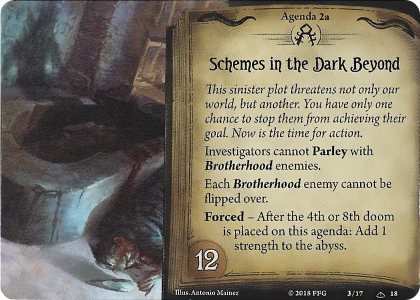 Agenda 2a
Schemes in the Dark Beyond
This sinister plot threatens not only our
world, but another. You have only one
chance to stop them from achieving their
goal. Now is the time for action.
Investigators cannot Parley with
Brotherhood enemies.
Each Brotherhood enemy cannot be
flipped over.
Forced – After the 4th or 8th doom
is placed on this agenda: Add 1
strength to the abyss.
12
Illus. Antonio Mainez
© 2018 FFG
3/17
18